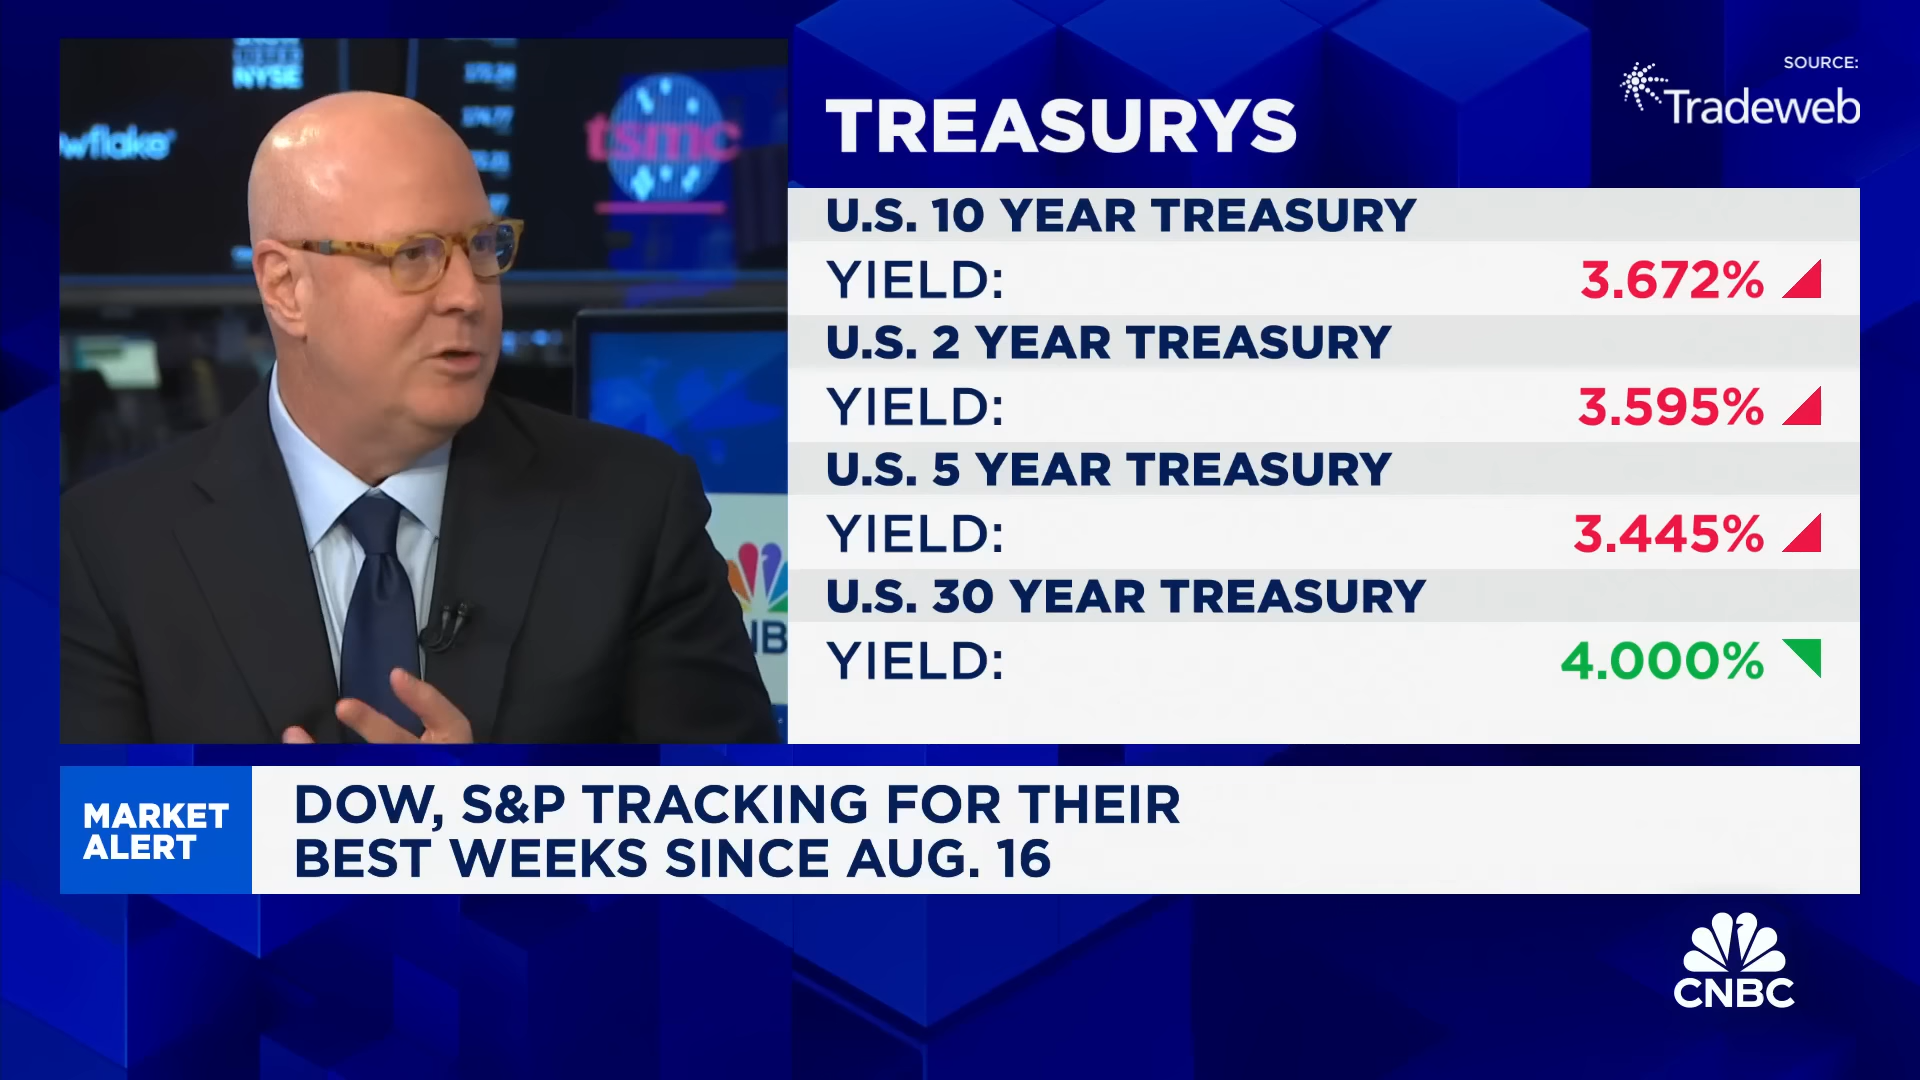 NYSE
wflake
tsmc
TREASURYS
SOURCE:
Tradeweb
U.S. 10 YEAR TREASURY
YIELD: 3.672%
U.S. 2 YEAR TREASURY
YIELD: 3.595%
U.S. 5 YEAR TREASURY
YIELD: 3.445%
U.S. 30 YEAR TREASURY
YIELD: 4.000%
MARKET
ALERT
DOW, S&P TRACKING FOR THEIR
BEST WEEKS SINCE AUG. 16
CNBC